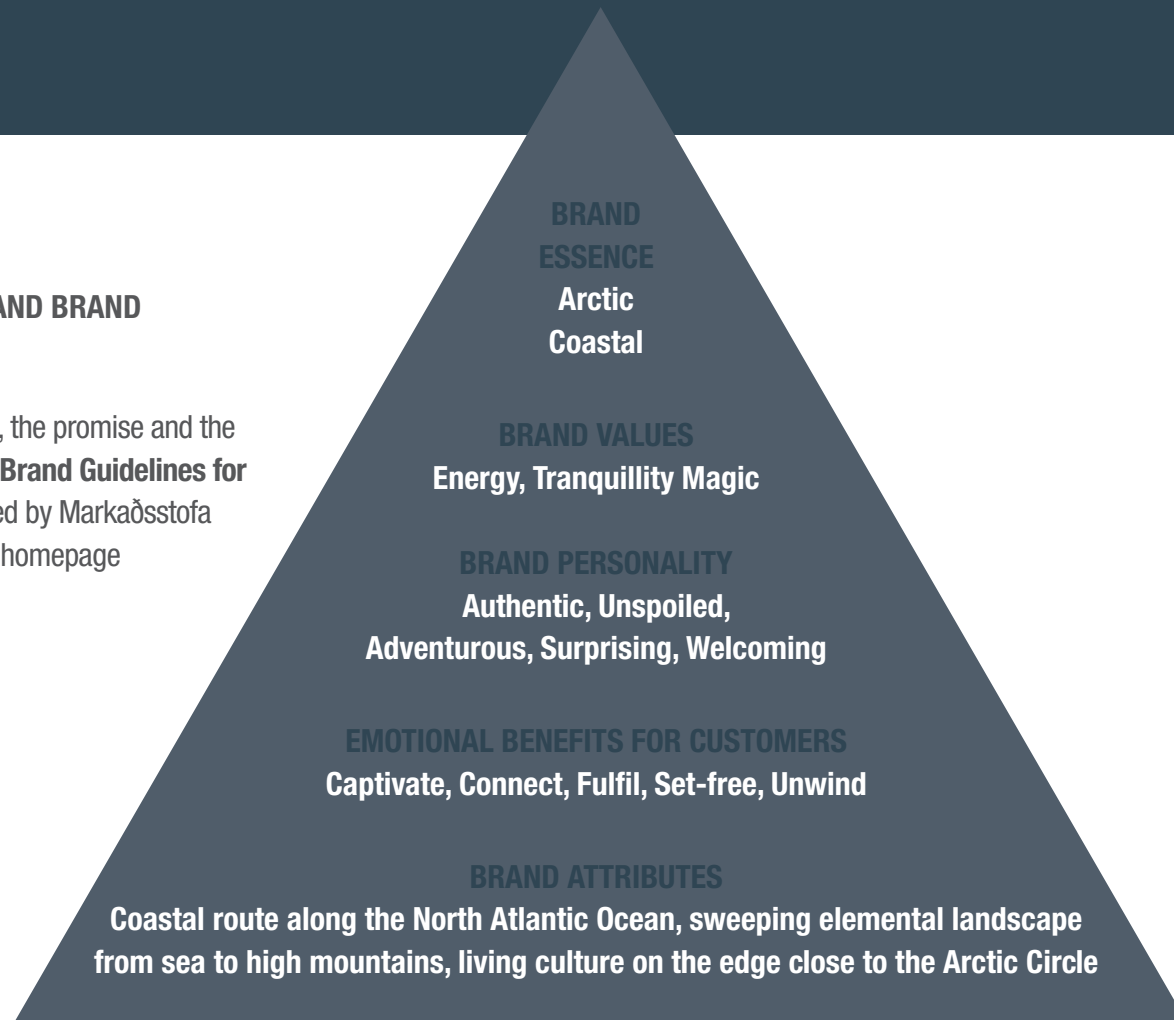 AND BRAND
, the promise and the
Brand Guidelines for
ed by Markaðsstofa
homepage
BRAND
ESSENCE
Arctic
Coastal
BRAND VALUES
Energy, Tranquillity Magic
BRAND PERSONALITY
Authentic, Unspoiled,
Adventurous, Surprising, Welcoming
EMOTIONAL BENEFITS FOR CUSTOMERS
Captivate, Connect, Fulfil, Set-free, Unwind
BRAND ATTRIBUTES
Coastal route along the North Atlantic Ocean, sweeping elemental landscape
from sea to high mountains, living culture on the edge close to the Arctic Circle